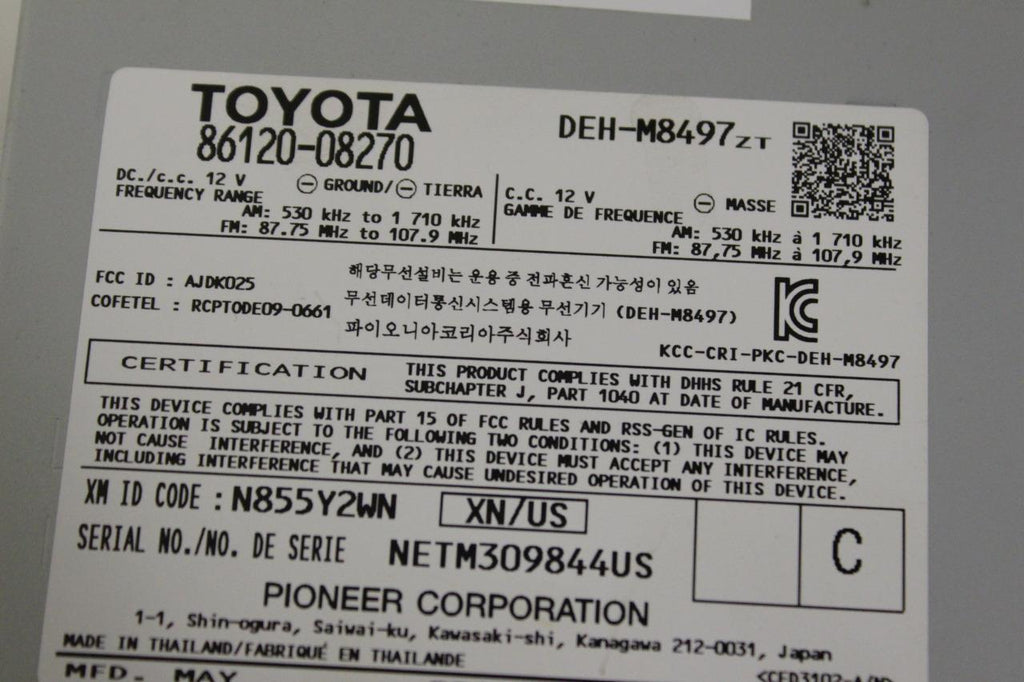 TOYOTA
86120-08270
DEH-M8497ZT
DC./C.C. 12 V ⊖ GROUND/⊖ TIERRA
FREQUENCY RANGE
AM: 530 kHz to 1 710 kHz
FM: 87.75 MHz to 107.9 MHz
C.C. 12 V ⊖ MASSE
GAMME DE FREQUENCE
AM: 530 kHz à 1 710 kHz
FM: 87,75 MHz à 107,9 MHz
FCC ID : AJDK025
COFETEL : RCPTODE09-0661
해당무선설비는 운용 중 전파혼신 가능성이 있음
무선데이터통신시스템용 무선기기 (DEH-M8497)
파이오니아코리아주식회사
KCC-CRI-PKC-DEH-M8497
CERTIFICATION
THIS PRODUCT COMPLIES WITH DHHS RULE 21 CFR,
SUBCHAPTER J, PART 1040 AT DATE OF MANUFACTURE.
THIS DEVICE COMPLIES WITH PART 15 OF FCC RULES AND RSS-GEN OF IC RULES.
OPERATION IS SUBJECT TO THE FOLLOWING TWO CONDITIONS: (1) THIS DEVICE MAY
NOT CAUSE INTERFERENCE, AND (2) THIS DEVICE MUST ACCEPT ANY INTERFERENCE,
INCLUDING INTERFERENCE THAT MAY CAUSE UNDESIRED OPERATION OF THIS DEVICE.
XM ID CODE : N855Y2WN
XN/US
SERIAL NO./NO. DE SERIE NETM309844US
C
PIONEER CORPORATION
1-1, Shin-ogura, Saiwai-ku, Kawasaki-shi, Kanagawa 212-0031, Japan
MADE IN THAILAND/FABRIQUÉ EN THAILANDE
MFD. MAY